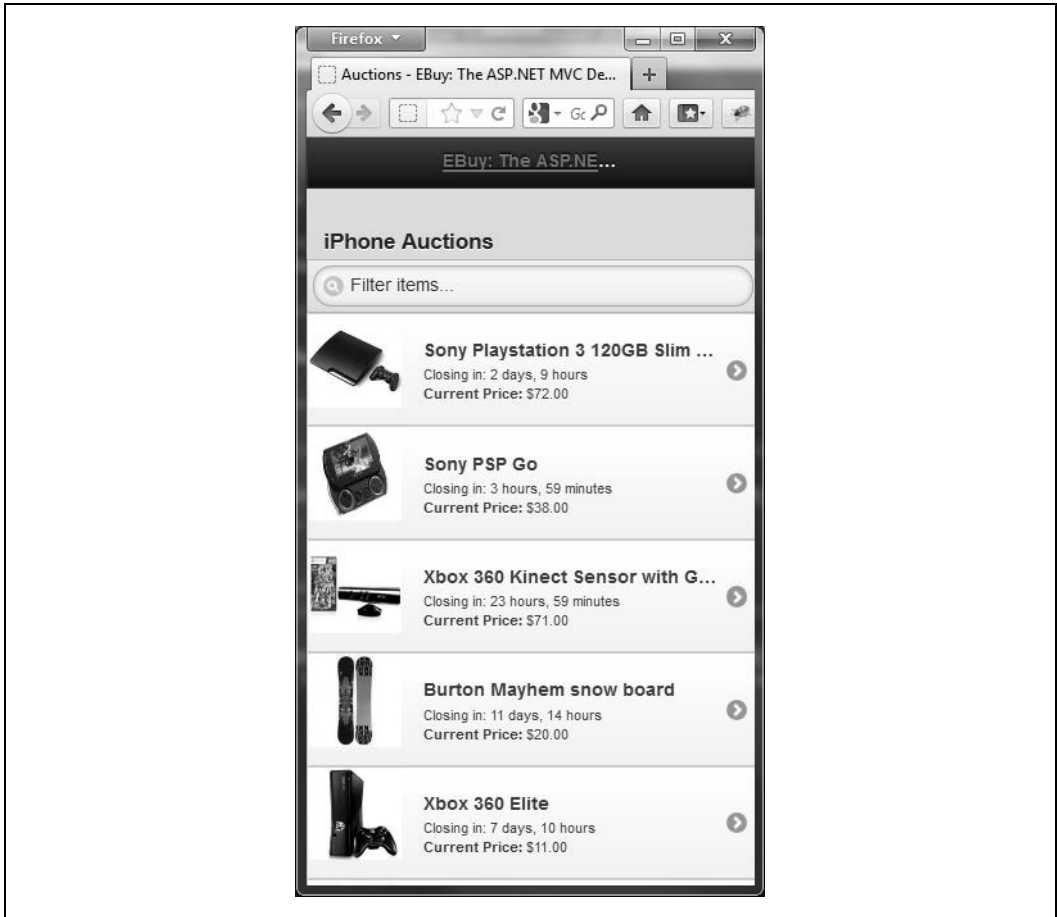 Firefox
Auctions - EBuy: The ASP.NET MVC De...
Gc
EBuy: The ASP.NE...
iPhone Auctions
Filter items...
Sony Playstation 3 120GB Slim ...
Closing in: 2 days, 9 hours
Current Price: $72.00
Sony PSP Go
Closing in: 3 hours, 59 minutes
Current Price: $38.00
Xbox 360 Kinect Sensor with G...
Closing in: 23 hours, 59 minutes
Current Price: $71.00
Burton Mayhem snow board
Closing in: 11 days, 14 hours
Current Price: $20.00
Xbox 360 Elite
Closing in: 7 days, 10 hours
Current Price: $11.00